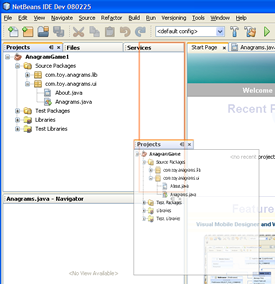 NetBeans IDE Dev 080225
File Edit View Navigate Source Refactor Build Run Versioning Tools Window
<default config>
Projects Files Services
Start Page Anagrams.java
AnagramGame1
Source Packages
com.toy.anagrams.lib
com.toy.anagrams.ui
About.java
Anagrams.java
Test Packages
Libraries
Test Libraries
Welcome
Recent P
Projects
AnagramGame
Source Packages
com.toy.anagrams.lib
com.toy.anagrams.ui
About.java
Anagrams.java
Test Packages
Libraries
Test Libraries
<no recent project
Anagrams.java - Navigator
Feature
Visual Mobile Designer and W
<No View Available>